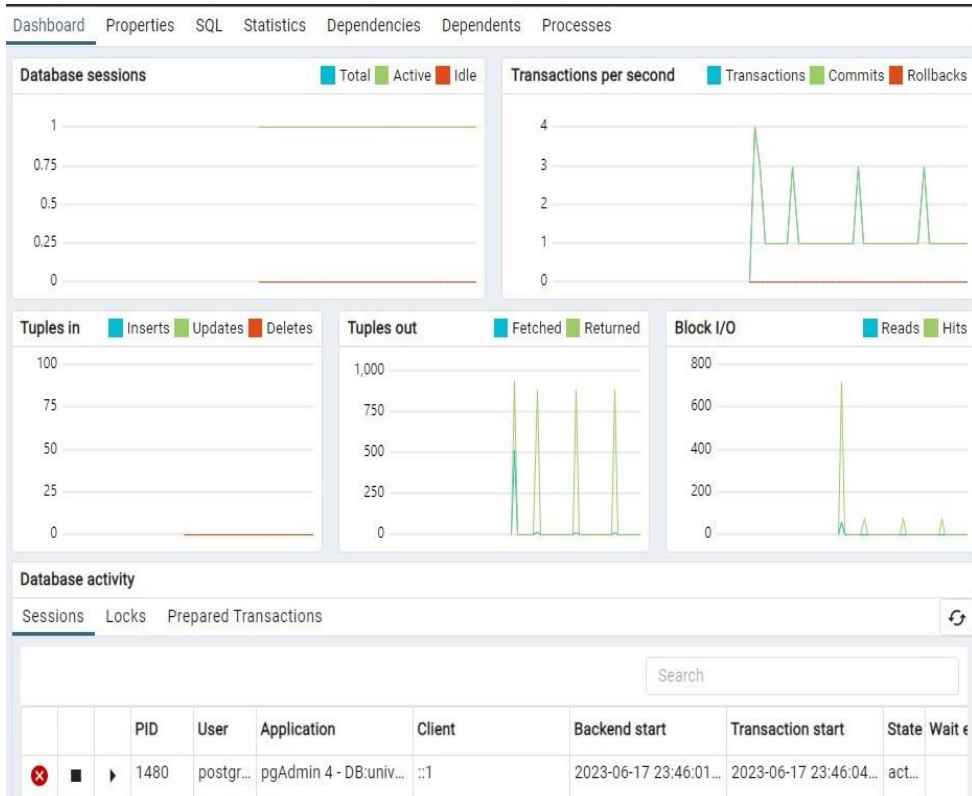 Dashboard Properties SQL Statistics Dependencies Dependents Processes
Database sessions Total Active Idle
1
0.75
0.5
0.25
0
Transactions per second Transactions Commits Rollbacks
4
3
2
1
0
Tuples in Inserts Updates Deletes
100
75
50
25
0
Tuples out Fetched Returned
1,000
750
500
250
0
Block I/O Reads Hits
800
600
400
200
0
Database activity
Sessions Locks Prepared Transactions
Search
PID User Application Client Backend start Transaction start State Wait e
1480 postgr... pgAdmin 4 - DB:univ... ::1 2023-06-17 23:46:01... 2023-06-17 23:46:04... act...